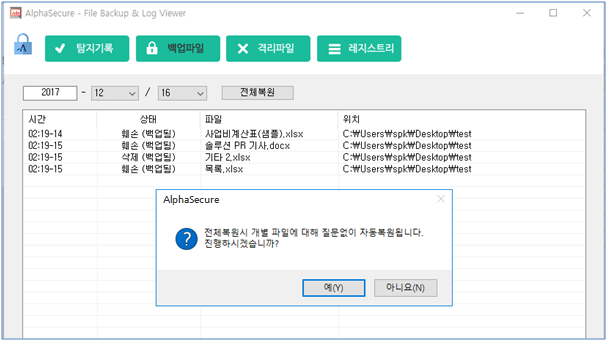 AlphaSecure - File Backup & Log Viewer
탐지기록 백업파일 격리파일 레지스트리
2017 - 12 / 16 전체복원
시간 상태 파일 위치
02:19-14 훼손 (백업됨) 사업비계산표(샘플).xlsx C:₩Users₩spk₩Desktop₩test
02:19-15 훼손 (백업됨) 솔루션 PR 기사.docx C:₩Users₩spk₩Desktop₩test
02:19-15 삭제 (백업됨) 기타 2.xlsx C:₩Users₩spk₩Desktop₩test
02:19-15 훼손 (백업됨) 목록.xlsx C:₩Users₩spk₩Desktop₩test
AlphaSecure
전체복원시 개별 파일에 대해 질문없이 자동복원됩니다.
진행하시겠습니까?
예(Y) 아니요(N)